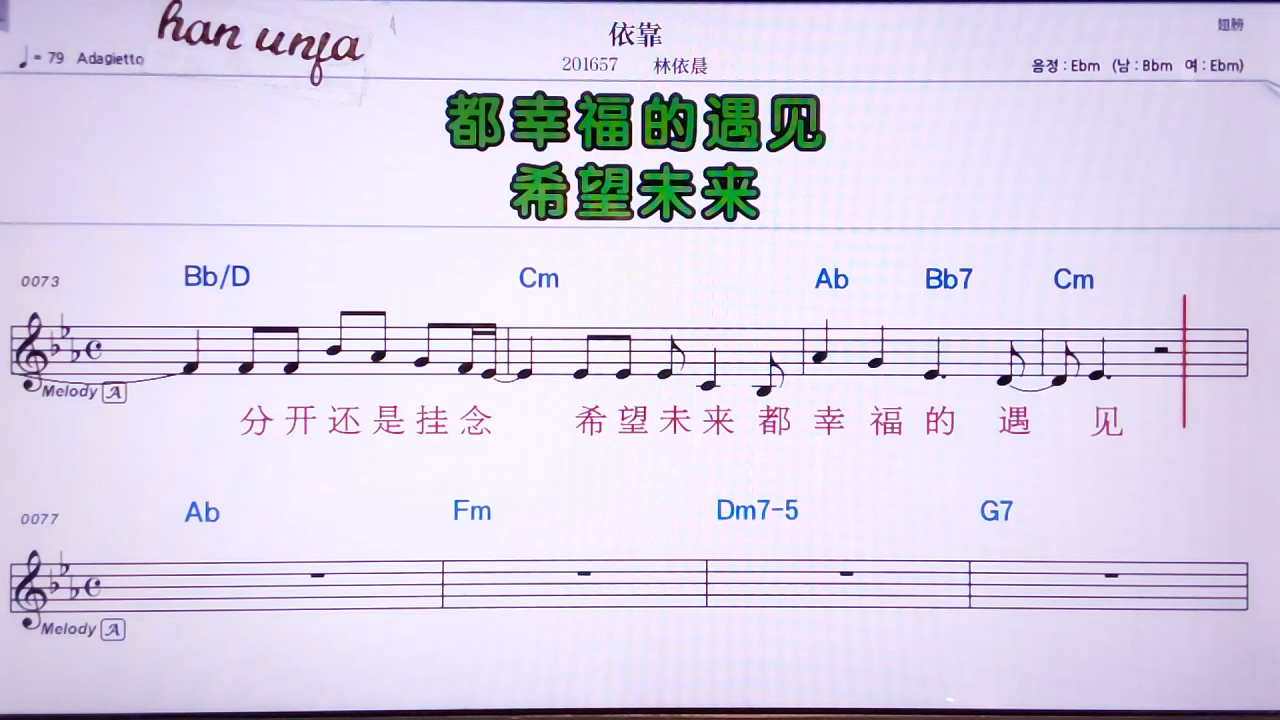 han unja
依靠
翅膀
= 79 Adagietto
201657 林依晨
음정 : Ebm (남 : Bbm 여 : Ebm)
都幸福的遇见
希望未来
0073 Bb/D Cm Ab Bb7 Cm
Melody A
分开还是挂念 希望未来都幸福的遇见
0077 Ab Fm Dm7-5 G7
Melody A